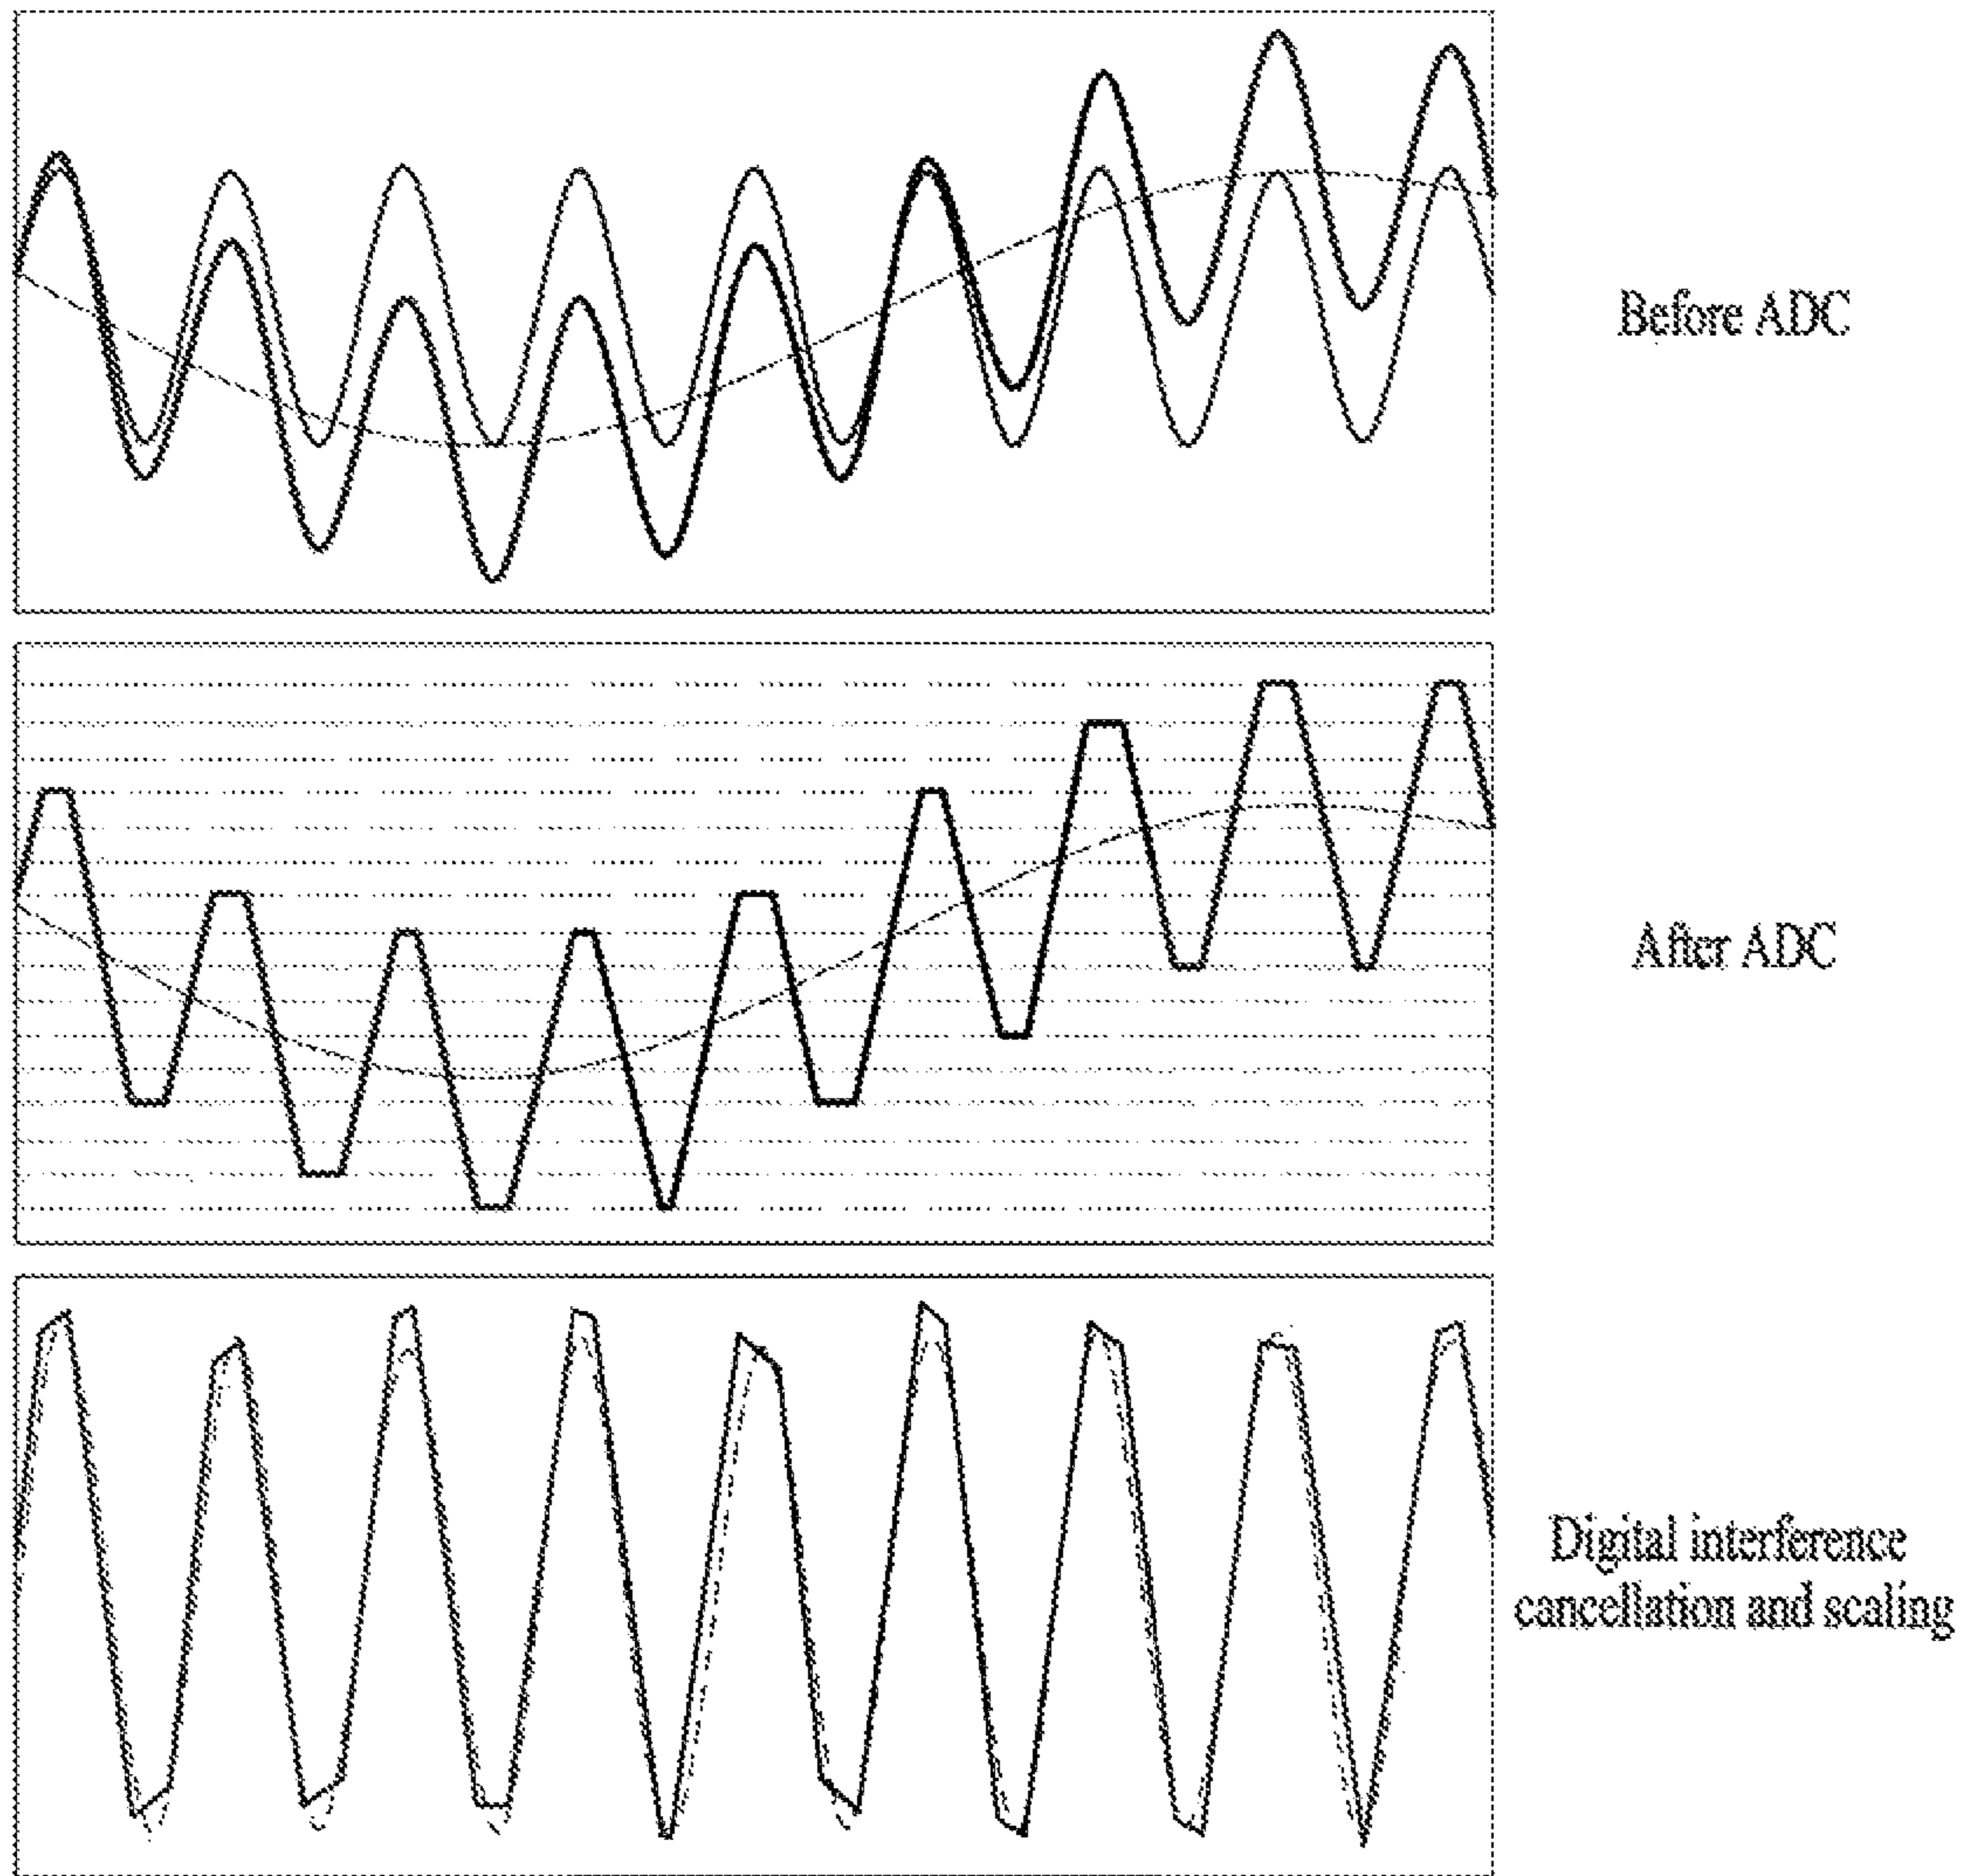 Before ADC
After ADC
Digital interference
cancellation and scaling